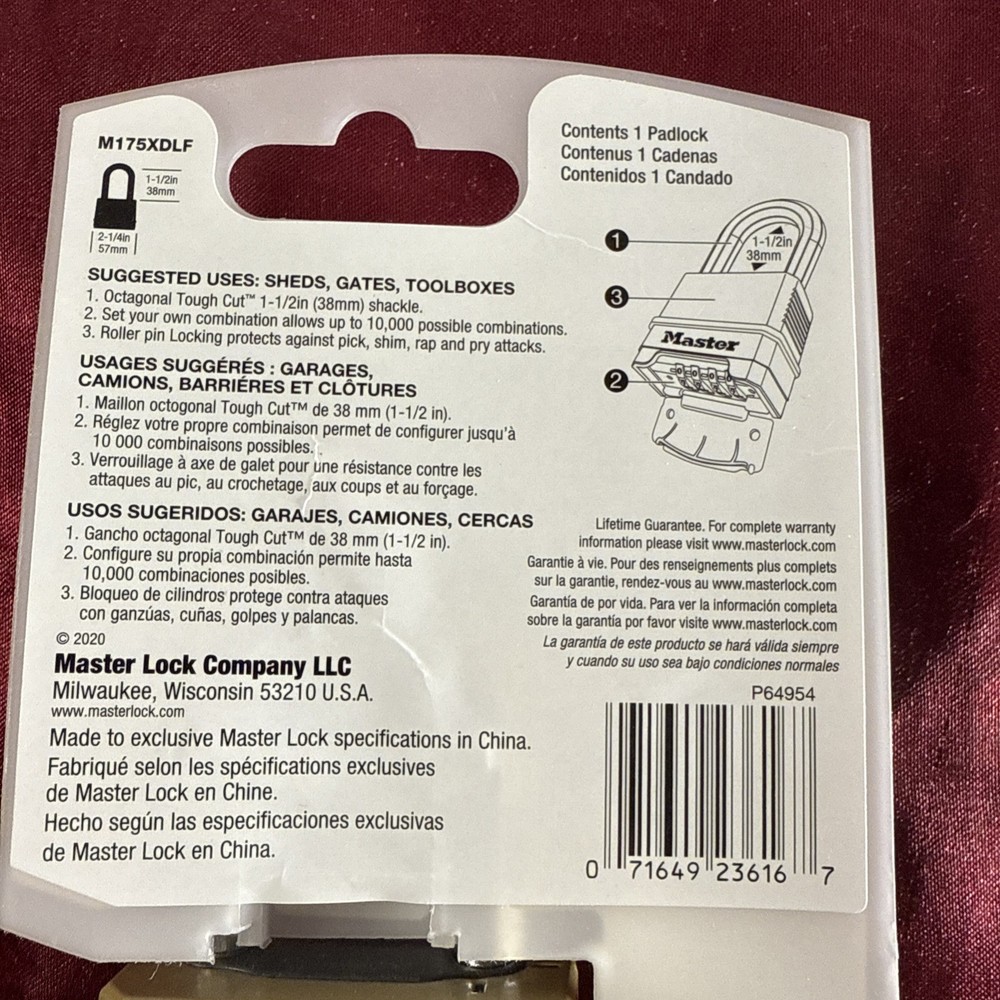 M175XDLF
1-1/2in
38mm
2-1/4in
57mm
SUGGESTED USES: SHEDS, GATES, TOOLBOXES
1. Octagonal Tough Cut™ 1-1/2in (38mm) shackle.
2. Set your own combination allows up to 10,000 possible combinations.
3. Roller pin Locking protects against pick, shim, rap and pry attacks.
USAGES SUGGÉRÉS : GARAGES,
CAMIONS, BARRIÉRES ET CLÔTURES
1. Maillon octogonal Tough Cut™ de 38 mm (1-1/2 in).
2. Réglez votre propre combinaison permet de configurer jusqu'à
10 000 combinaisons possibles.
3. Verrouillage à axe de galet pour une résistance contre les
attaques au pic, au crochetage, aux coups et au forçage.
USOS SUGERIDOS: GARAJES, CAMIONES, CERCAS
1. Gancho octagonal Tough Cut™ de 38 mm (1-1/2 in).
2. Configure su propia combinación permite hasta
10,000 combinaciones posibles.
3. Bloqueo de cilindros protege contra ataques
con ganzúas, cuñas, golpes y palancas.
© 2020
Master Lock Company LLC
Milwaukee, Wisconsin 53210 U.S.A.
www.masterlock.com
Made to exclusive Master Lock specifications in China.
Fabriqué selon les spécifications exclusives
de Master Lock en Chine.
Hecho según las especificaciones exclusivas
de Master Lock en China.
Contents 1 Padlock
Contenus 1 Cadenas
Contenidos 1 Candado
1
1-1/2in
38mm
3
Master
2
Lifetime Guarantee. For complete warranty
information please visit www.masterlock.com
Garantie à vie. Pour des renseignements plus complets
sur la garantie, rendez-vous au www.masterlock.com
Garantía de por vida. Para ver la información completa
sobre la garantía por favor visite www.masterlock.com
La garantía de este producto se hará válida siempre
y cuando su uso sea bajo condiciones normales
P64954
0 71649 23616 7